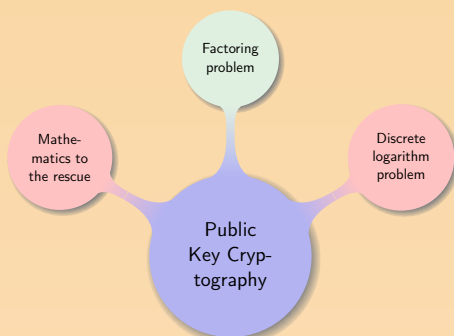 Factoring
problem
Mathe-
matics to
the rescue
Discrete
logarithm
problem
Public
Key Cryp-
tography